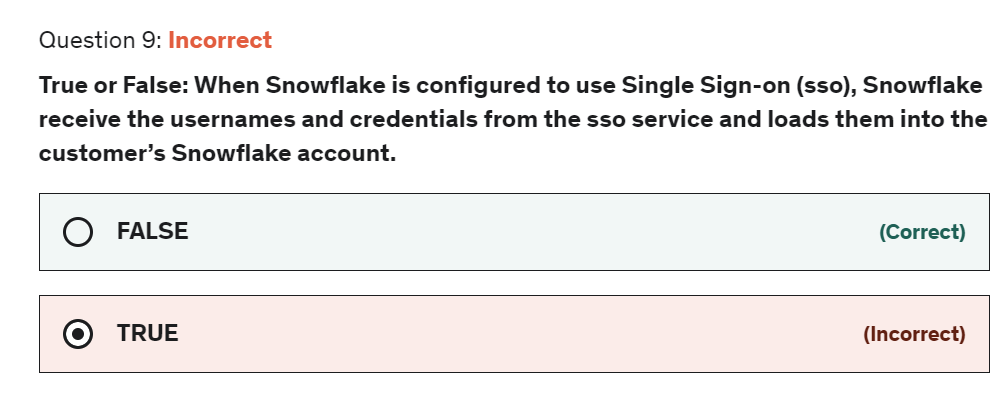 Question 9: Incorrect
True or False: When Snowflake is configured to use Single Sign-on (sso), Snowflake
receive the usernames and credentials from the sso service and loads them into the
customer’s Snowflake account.
FALSE (Correct)
TRUE (Incorrect)